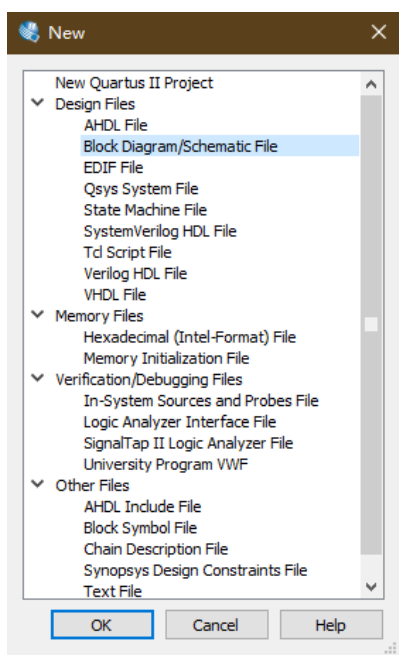 New
New Quartus II Project
Design Files
AHDL File
Block Diagram/Schematic File
EDIF File
Qsys System File
State Machine File
SystemVerilog HDL File
Tcl Script File
Verilog HDL File
VHDL File
Memory Files
Hexadecimal (Intel-Format) File
Memory Initialization File
Verification/Debugging Files
In-System Sources and Probes File
Logic Analyzer Interface File
SignalTap II Logic Analyzer File
University Program VWF
Other Files
AHDL Include File
Block Symbol File
Chain Description File
Synopsys Design Constraints File
Text File
OK Cancel Help